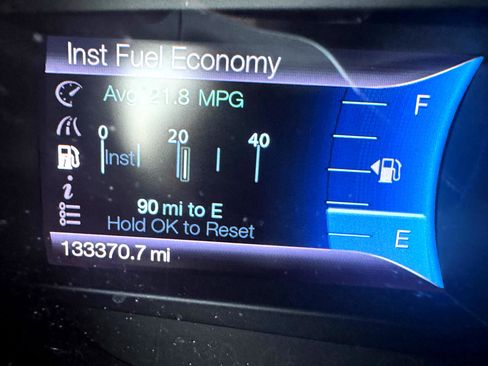 Inst Fuel Economy
Avg 21.8 MPG
F
0 20 40
Inst
90 mi to E
E
Hold OK to Reset
133370.7 mi